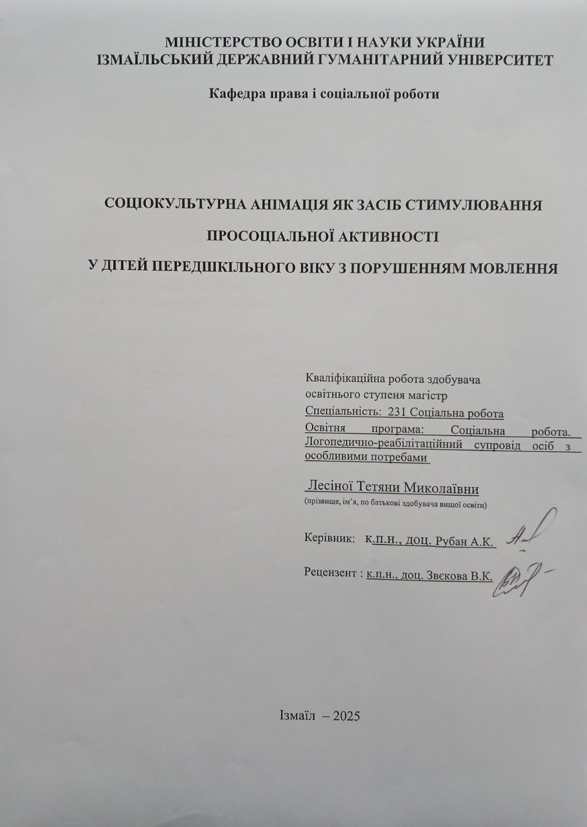 МІНІСТЕРСТВО ОСВІТИ І НАУКИ УКРАЇНИ
ІЗМАЇЛЬСЬКИЙ ДЕРЖАВНИЙ ГУМАНІТАРНИЙ УНІВЕРСИТЕТ
Кафедра права і соціальної роботи
СОЦІОКУЛЬТУРНА АНІМАЦІЯ ЯК ЗАСІБ СТИМУЛЮВАННЯ
ПРОСОЦІАЛЬНОЇ АКТИВНОСТІ
У ДІТЕЙ ПЕРЕДШКІЛЬНОГО ВІКУ З ПОРУШЕННЯМ МОВЛЕННЯ
Кваліфікаційна робота здобувача
освітнього ступеня магістр
Спеціальність: 231 Соціальна робота
Освітня програма: Соціальна робота.
Логопедично-реабілітаційний супровід осіб з
особливими потребами
Лесіної Тетяни Миколаївни
(прізвище, ім'я, по батькові здобувача вищої освіти)
Керівник: к.п.н., доц. Рубан А.К.
Рецензент : к.п.н., доц. Звєкова В.К.
Ізмаїл – 2025